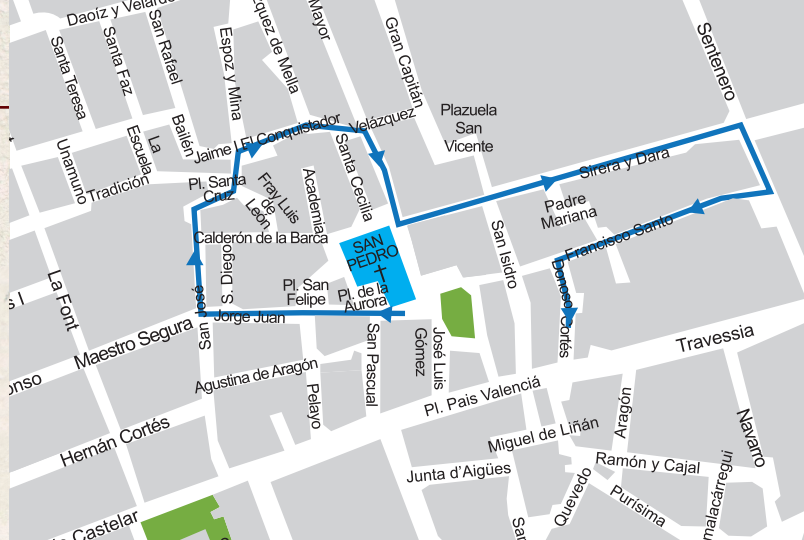 Daoíz y Velarde
Santa Teresa
Santa Faz
San Rafael
Espoz y Mina
zquez de Mella
Mayor
Gran Capitán
Sentenero
Unamuno
La
Escuela
Bailén
Jaime I El Conquistador
Velázquez
Plazuela
San
Vicente
Tradición
Pl. Santa
Cruz
Fray Luis
de
León
Academia
Santa Cecilia
Sirera y Dara
Padre
Mariana
Calderón de la Barca
SAN
PEDRO
San Isidro
Francisco Santo
s I
La Font
S. Diego
San José
Pl. San
Felipe
Pl. de la
Aurora
Donoso Cortés
Jorge Juan
Maestro Segura
San Pascual
José Luis
Gómez
Travessia
onso
Agustina de Aragón
Pelayo
Pl. Pais Valenciá
Hernán Cortés
Miguel de Liñán
Aragón
Navarro
Junta d'Aigües
Ramón y Cajal
Quevedo
Purísima
malacárregui
Castelar